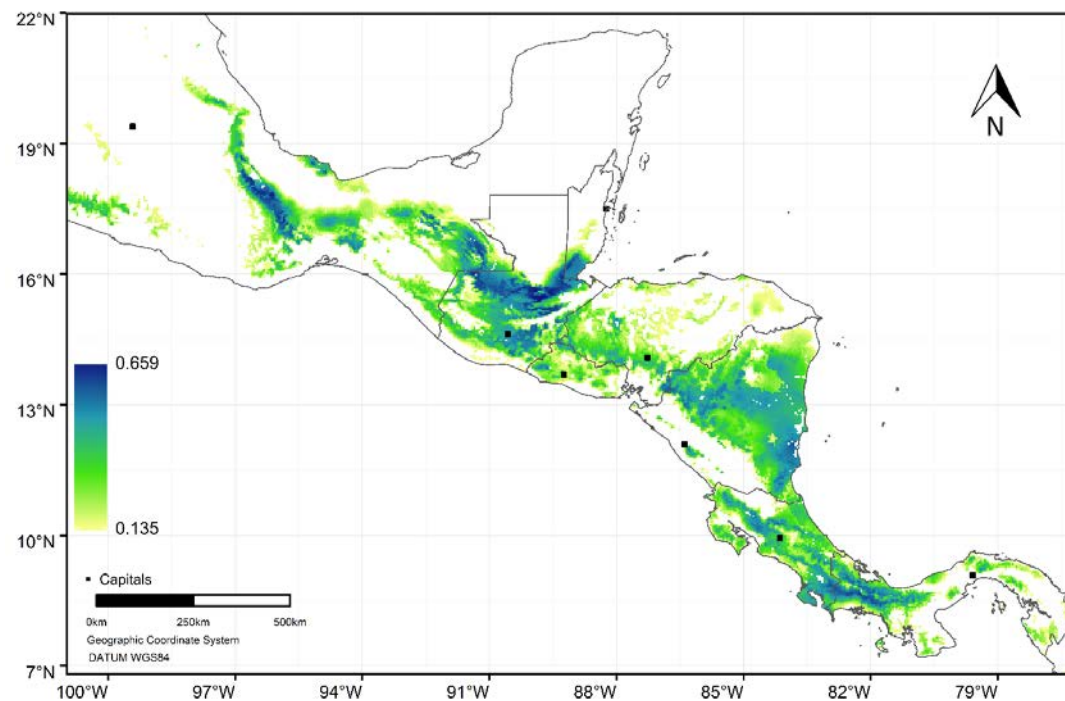 22°N
19°N
16°N
13°N
10°N
7°N
N
0.659
0.135
Capitals
0km 250km 500km
Geographic Coordinate System
DATUM WGS84
100°W 97°W 94°W 91°W 88°W 85°W 82°W 79°W